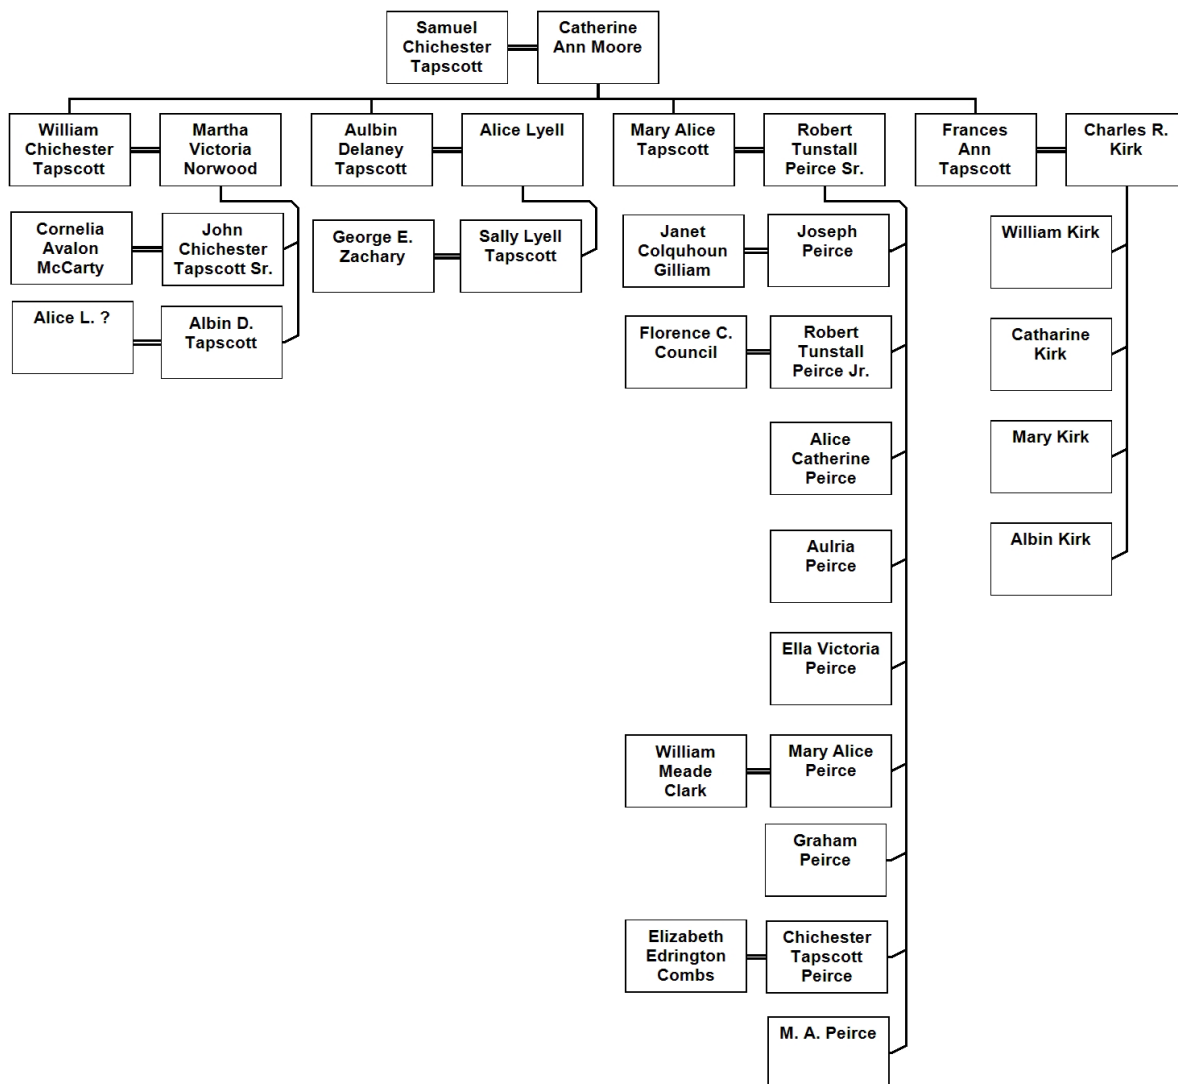 Samuel
Chichester
Tapscott
Catherine
Ann Moore
William
Chichester
Tapscott
Martha
Victoria
Norwood
Aulbin
Delaney
Tapscott
Alice Lyell
Mary Alice
Tapscott
Robert
Tunstall
Peirce Sr.
Frances
Ann
Tapscott
Charles R.
Kirk
Cornelia
Avalon
McCarty
John
Chichester
Tapscott Sr.
George E.
Zachary
Sally Lyell
Tapscott
Janet
Colquhoun
Gilliam
Joseph
Peirce
William Kirk
Alice L. ?
Albin D.
Tapscott
Florence C.
Council
Robert
Tunstall
Peirce Jr.
Catharine
Kirk
Alice
Catherine
Peirce
Mary Kirk
Aulria
Peirce
Albin Kirk
Ella Victoria
Peirce
William
Meade
Clark
Mary Alice
Peirce
Graham
Peirce
Elizabeth
Edrington
Combs
Chichester
Tapscott
Peirce
M. A. Peirce